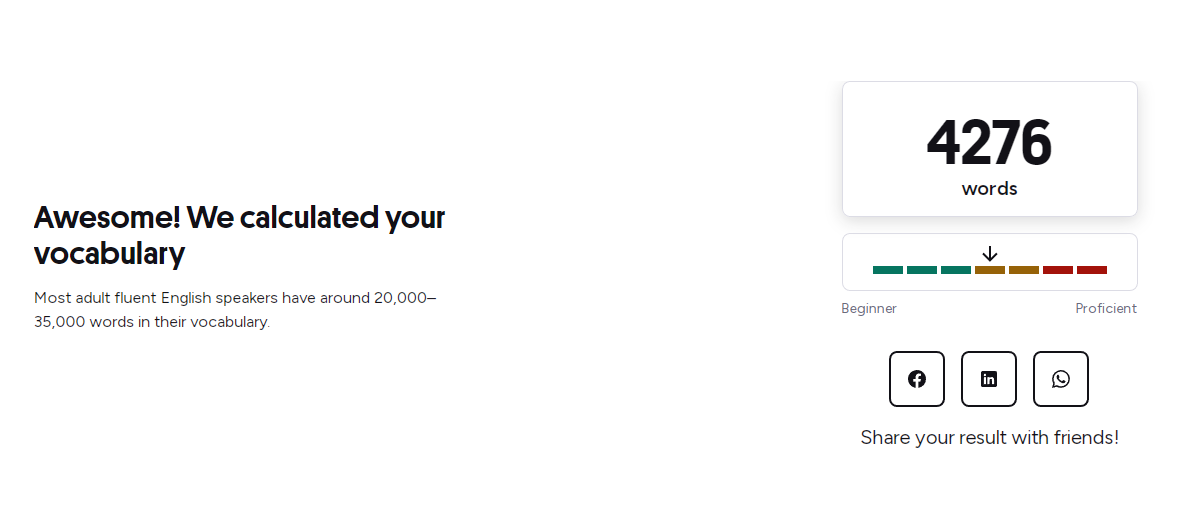 Awesome! We calculated your
vocabulary
Most adult fluent English speakers have around 20,000–
35,000 words in their vocabulary.
4276
words
Beginner
Proficient
Share your result with friends!